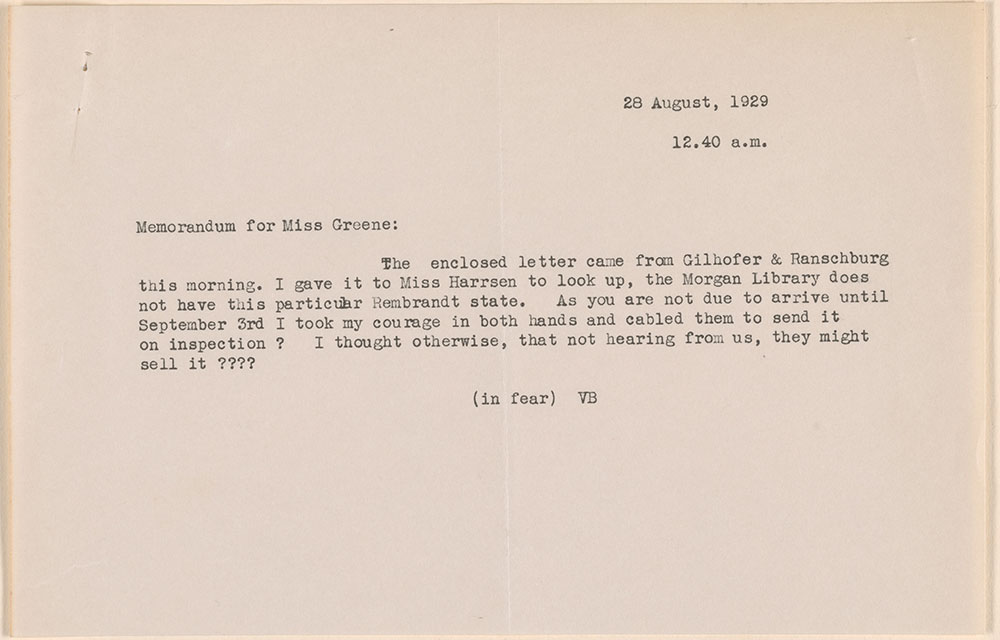 28 August, 1929
12.40 a.m.
Memorandum for Miss Greene:
The enclosed letter came from Gilhofer & Ranschburg
this morning. I gave it to Miss Harrsen to look up, the Morgan Library does
not have this particular Rembrandt state. As you are not due to arrive until
September 3rd I took my courage in both hands and cabled them to send it
on inspection ? I thought otherwise, that not hearing from us, they might
sell it ????
(in fear) VB